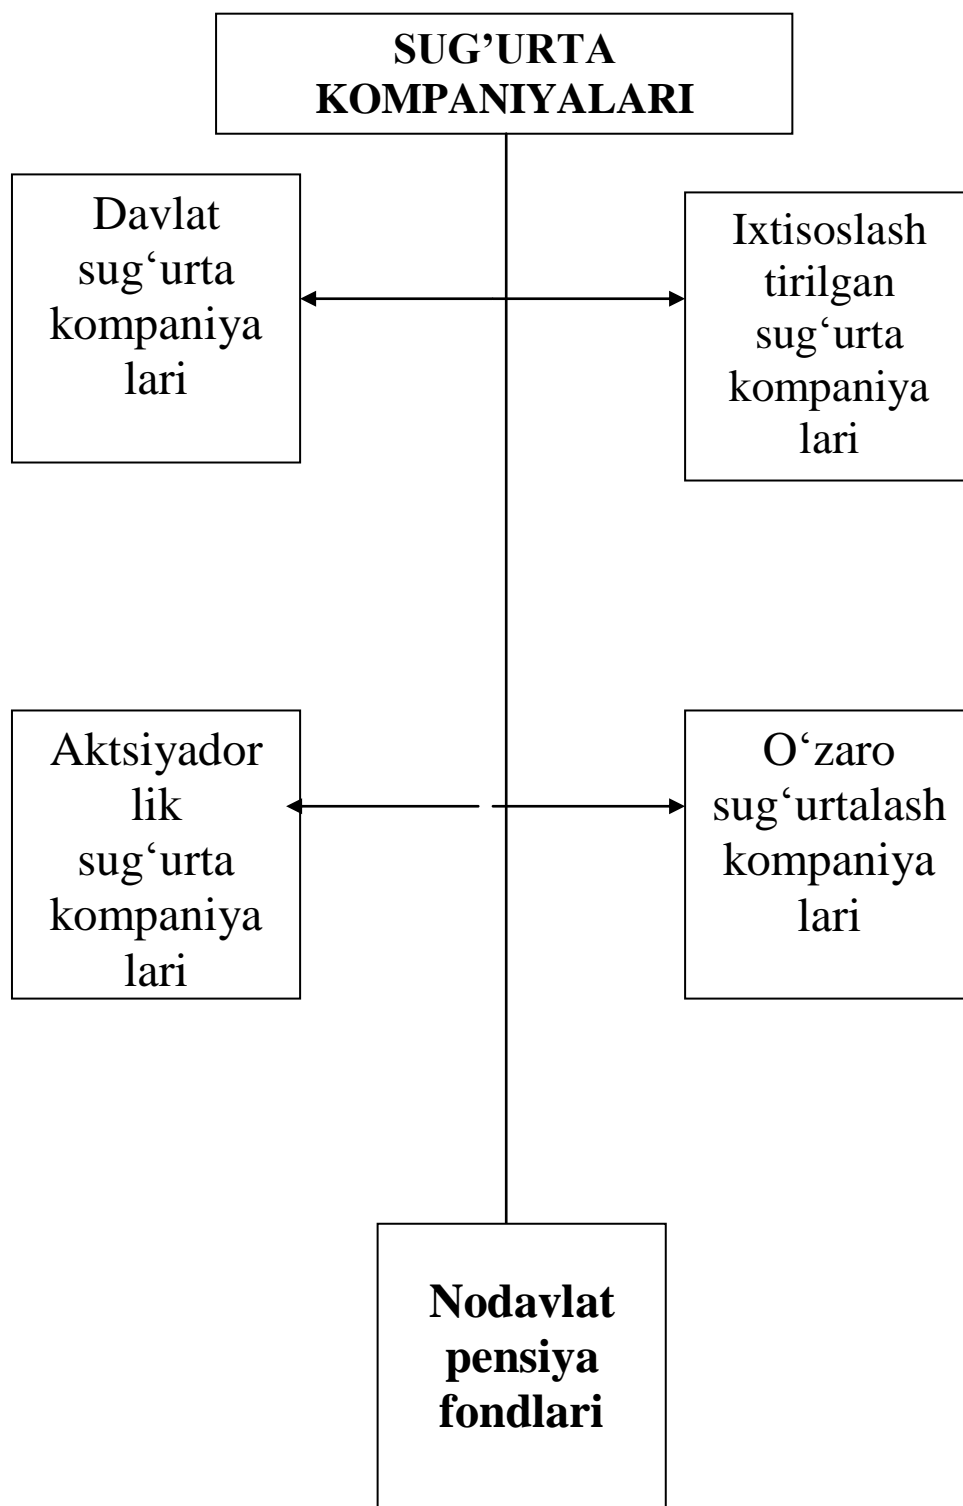 SUG’URTA
KOMPANIYALARI
Davlat
sug‘urta
kompaniya
lari
Ixtisoslash
tirilgan
sug‘urta
kompaniya
lari
Aktsiyador
lik
sug‘urta
kompaniya
lari
O‘zaro
sug‘urtalash
kompaniya
lari
Nodavlat
pensiya
fondlari